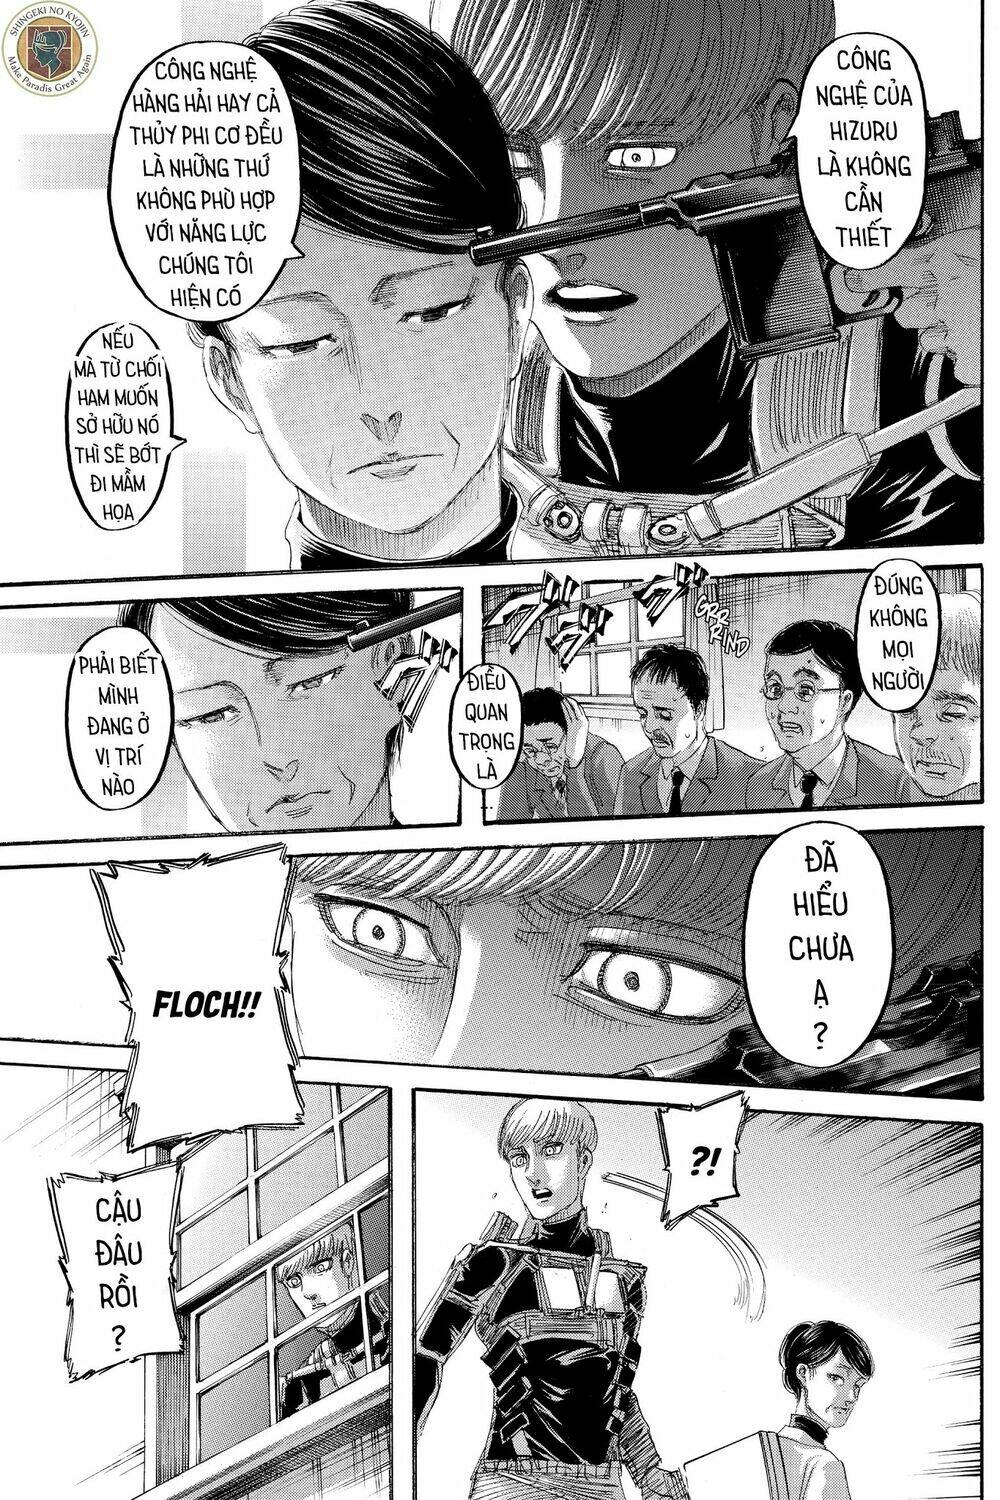 SHINGEKI NO KYOJIN
Make Paradis Great Again
CÔNG
NGHỆ CỦA
HIZURU
LÀ KHÔNG
CẦN
THIẾT
CÔNG NGHỆ
HÀNG HẢI HAY CẢ
THỦY PHI CƠ ĐỀU
LÀ NHỮNG THỨ
KHÔNG PHÙ HỢP
VỚI NĂNG LỰC
CHÚNG TÔI
HIỆN CÓ
NẾU
MÀ TỪ CHỐI
HAM MUỐN
SỞ HỮU NÓ
THÌ SẼ BỚT
ĐI MẦM
HỌA
ĐÚNG
KHÔNG
MỌI
NGƯỜI
GRR
RIND
ĐIỀU
QUAN
TRỌNG
LÀ
...
PHẢI BIẾT
MÌNH
ĐANG Ở
VỊ TRÍ
NÀO
ĐÃ
HIỂU
CHƯA
Ạ
?
FLOCH!!
?!
CẬU
ĐÂU
RỒI
?